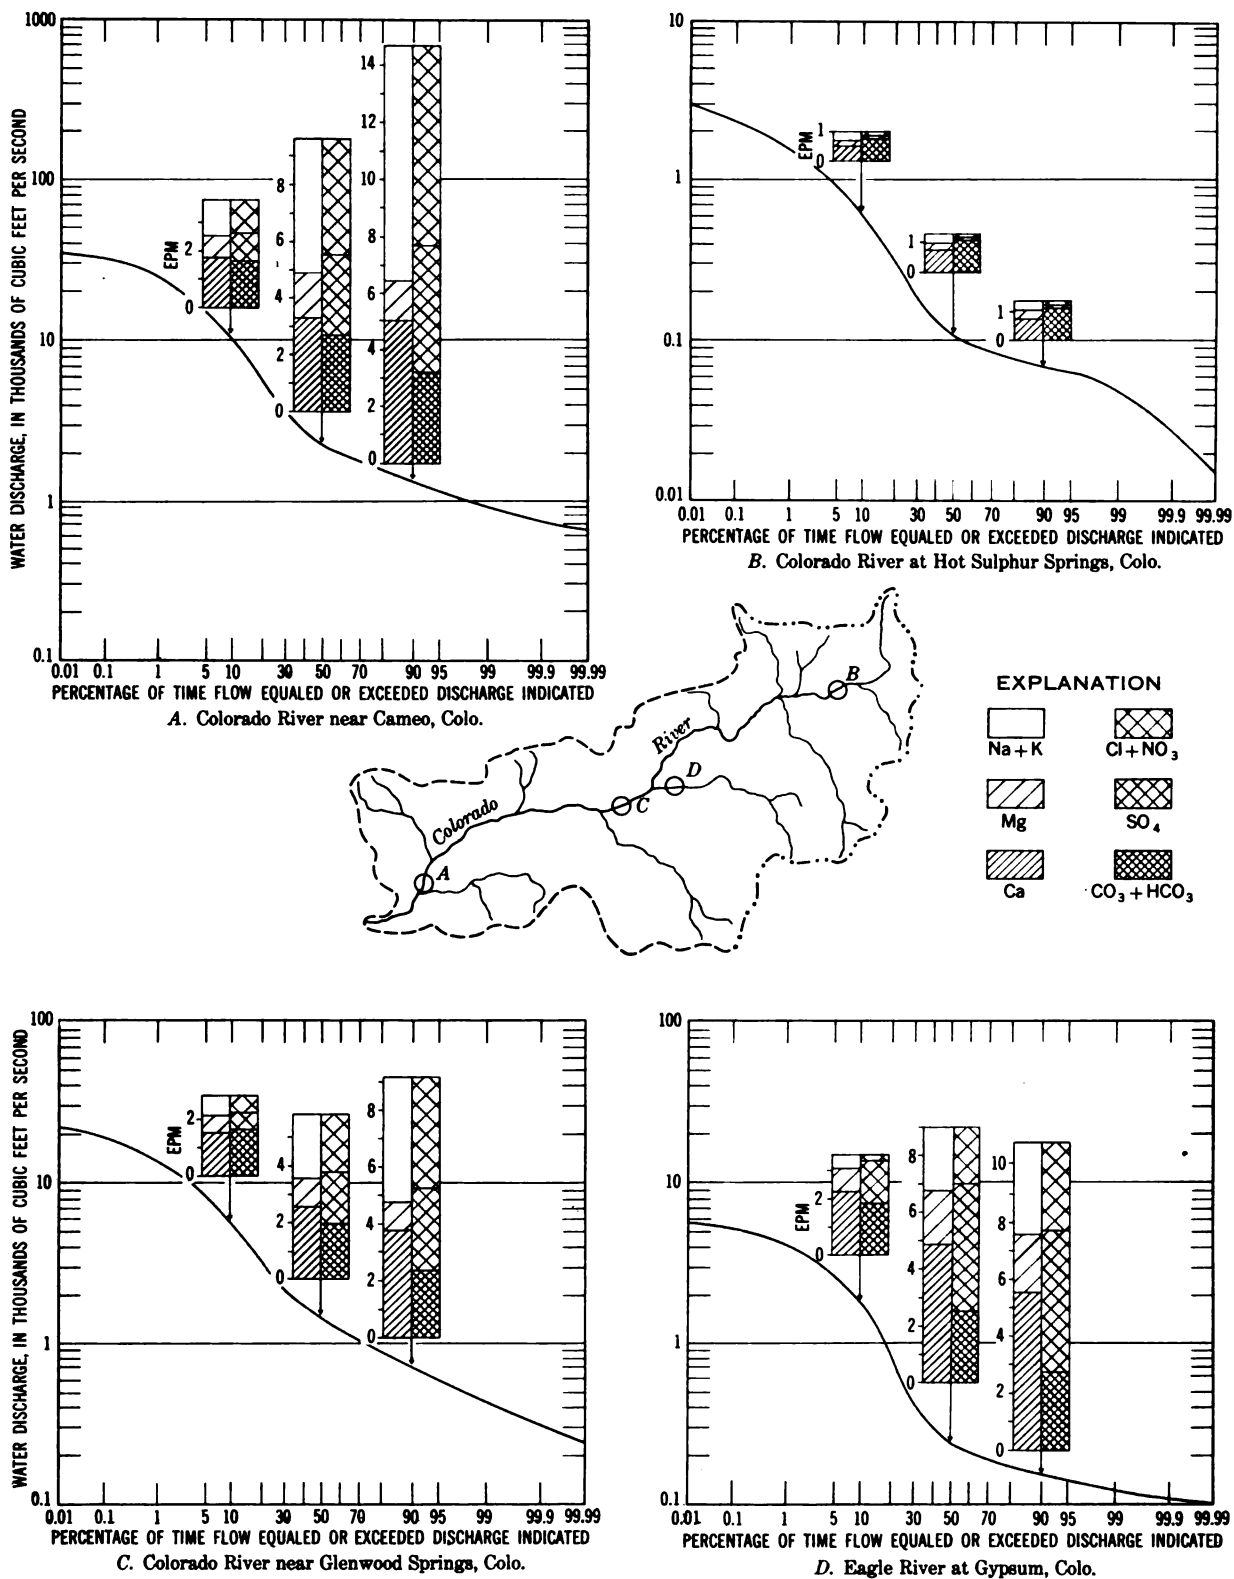 1000
100
10
1
0.1
WATER DISCHARGE, IN THOUSANDS OF CUBIC FEET PER SECOND
EPM
2
0
8
6
4
2
0
14
12
10
8
6
4
2
0
0.01 0.1 1 5 10 30 50 70 90 95 99 99.9 99.99
PERCENTAGE OF TIME FLOW EQUALED OR EXCEEDED DISCHARGE INDICATED
A. Colorado River near Cameo, Colo.
10
1
0.1
0.01
EPM
1
0
1
0
1
0
0.01 0.1 1 5 10 30 50 70 90 95 99 99.9 99.99
PERCENTAGE OF TIME FLOW EQUALED OR EXCEEDED DISCHARGE INDICATED
B. Colorado River at Hot Sulphur Springs, Colo.
B
River
D
C
Colorado
A
EXPLANATION
Na + K
Cl + NO₃
Mg
SO₄
Ca
CO₃ + HCO₃
100
10
1
0.1
WATER DISCHARGE, IN THOUSANDS OF CUBIC FEET PER SECOND
EPM
2
0
4
2
0
8
6
4
2
0
0.01 0.1 1 5 10 30 50 70 90 95 99 99.9 99.99
PERCENTAGE OF TIME FLOW EQUALED OR EXCEEDED DISCHARGE INDICATED
C. Colorado River near Glenwood Springs, Colo.
100
10
1
0.1
EPM
2
0
8
6
4
2
0
10
8
6
4
2
0
0.01 0.1 1 5 10 30 50 70 90 95 99 99.9 99.99
PERCENTAGE OF TIME FLOW EQUALED OR EXCEEDED DISCHARGE INDICATED
D. Eagle River at Gypsum, Colo.